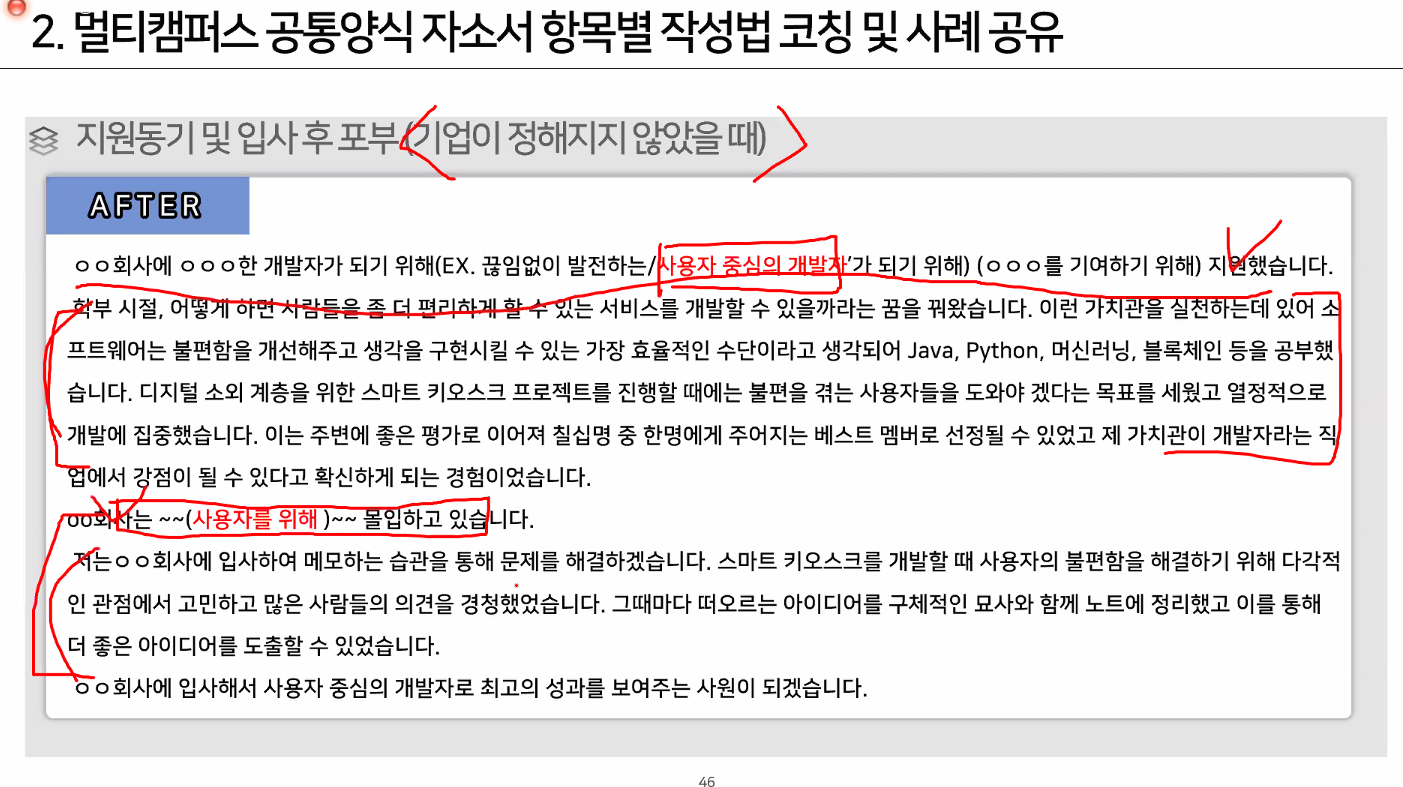 2. 멀티캠퍼스 공통양식 자소서 항목별 작성법 코칭 및 사례 공유
지원동기 및 입사 후 포부 (기업이 정해지지 않았을 때)
AFTER
ㅇㅇ회사에 ㅇㅇㅇ한 개발자가 되기 위해(EX. 끊임없이 발전하는/사용자 중심의 개발자'가 되기 위해) (ㅇㅇㅇ를 기여하기 위해) 지원했습니다.
학부 시절, 어떻게 하면 사람들을 좀 더 편리하게 할 수 있는 서비스를 개발할 수 있을까라는 꿈을 꿔왔습니다. 이런 가치관을 실천하는데 있어 소
프트웨어는 불편함을 개선해주고 생각을 구현시킬 수 있는 가장 효율적인 수단이라고 생각되어 Java, Python, 머신러닝, 블록체인 등을 공부했
습니다. 디지털 소외 계층을 위한 스마트 키오스크 프로젝트를 진행할 때에는 불편을 겪는 사용자들을 도와야 겠다는 목표를 세웠고 열정적으로
개발에 집중했습니다. 이는 주변에 좋은 평가로 이어져 칠십명 중 한명에게 주어지는 베스트 멤버로 선정될 수 있었고 제 가치관이 개발자라는 직
업에서 강점이 될 수 있다고 확신하게 되는 경험이었습니다.
ㅇㅇ회사는 ~~(사용자를 위해 )~~ 몰입하고 있습니다.
저는ㅇㅇ회사에 입사하여 메모하는 습관을 통해 문제를 해결하겠습니다. 스마트 키오스크를 개발할 때 사용자의 불편함을 해결하기 위해 다각적
인 관점에서 고민하고 많은 사람들의 의견을 경청했었습니다. 그때마다 떠오르는 아이디어를 구체적인 묘사와 함께 노트에 정리했고 이를 통해
더 좋은 아이디어를 도출할 수 있었습니다.
ㅇㅇ회사에 입사해서 사용자 중심의 개발자로 최고의 성과를 보여주는 사원이 되겠습니다.
46